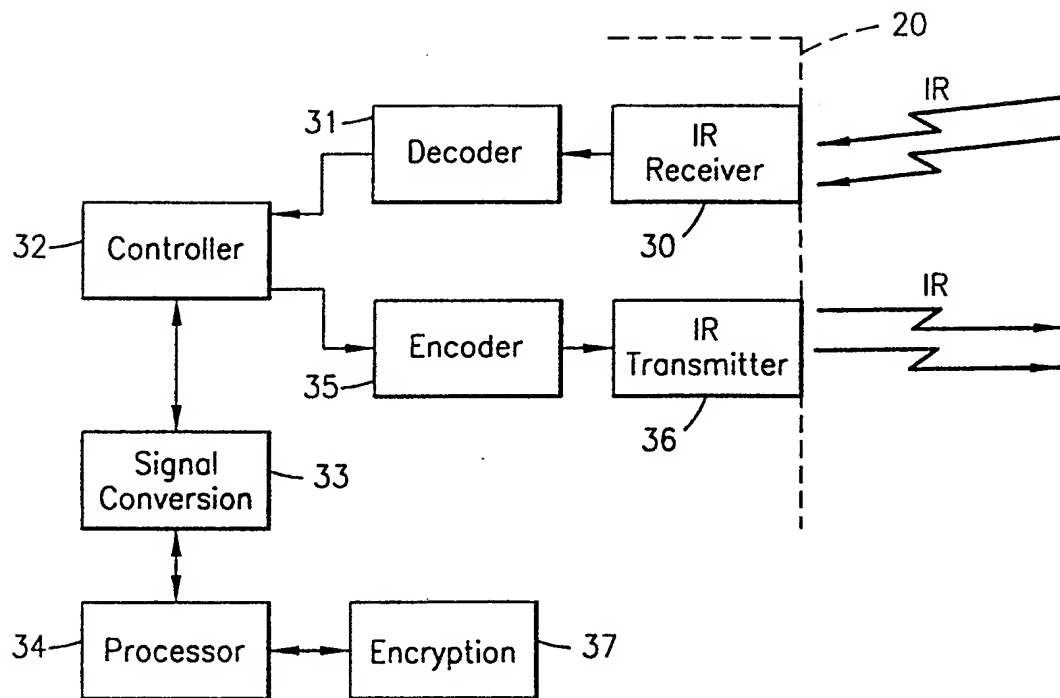 20
IR
31
Decoder
IR
Receiver
30
32
Controller
IR
Encoder
35
IR
Transmitter
36
Signal
Conversion
33
34
Processor
Encryption
37